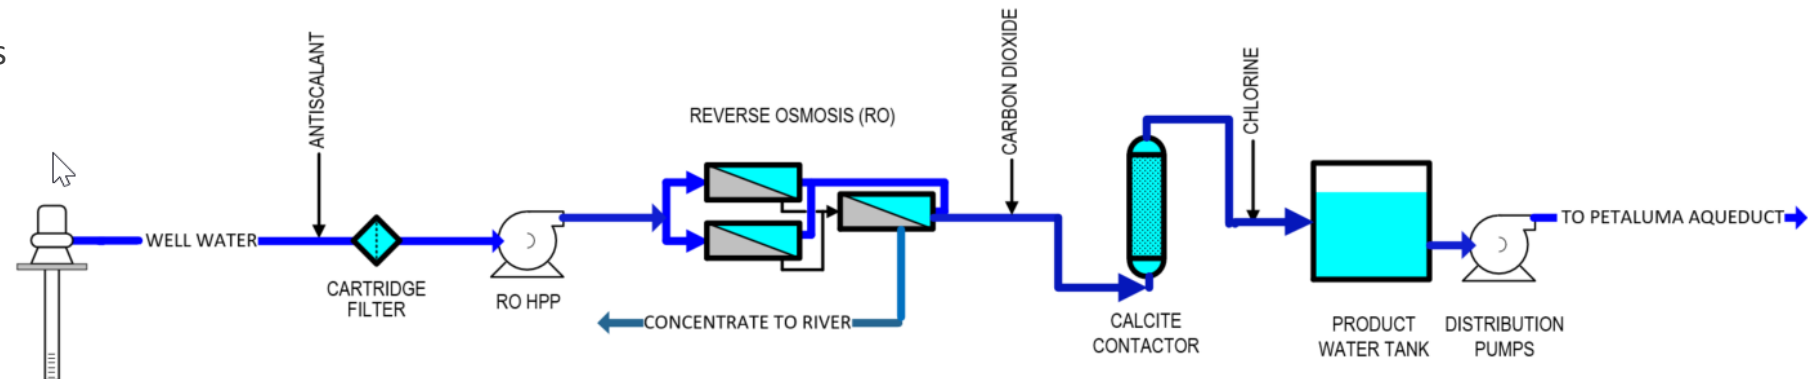 S
ANTISCALANT
CARBON DIOXIDE
CHLORINE
REVERSE OSMOSIS (RO)
WELL WATER
TO PETALUMA AQUEDUCT
CARTRIDGE
FILTER
RO HPP
CONCENTRATE TO RIVER
CALCITE
CONTACTOR
PRODUCT
WATER TANK
DISTRIBUTION
PUMPS